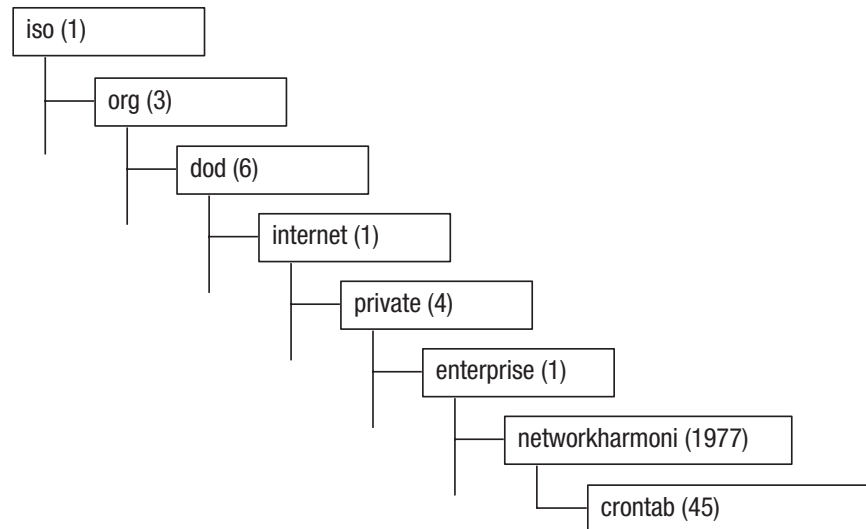 iso (1)
org (3)
dod (6)
internet (1)
private (4)
enterprise (1)
networkharmoni (1977)
crontab (45)